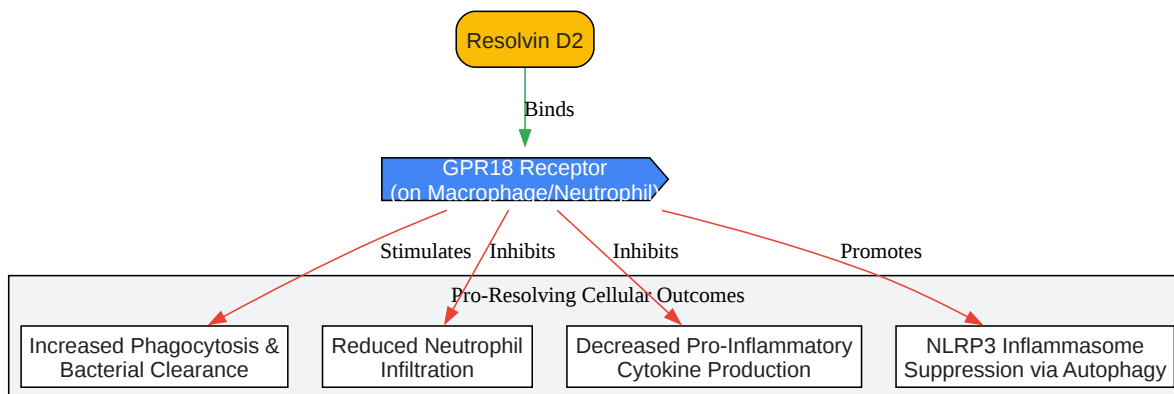 Resolvin D2
Binds
GPR18 Receptor
(on Macrophage/Neutrophil)
Stimulates
Inhibits
Inhibits
Promotes
Pro-Resolving Cellular Outcomes
Increased Phagocytosis &
Bacterial Clearance
Reduced Neutrophil
Infiltration
Decreased Pro-Inflammatory
Cytokine Production
NLRP3 Inflammasome
Suppression via Autophagy